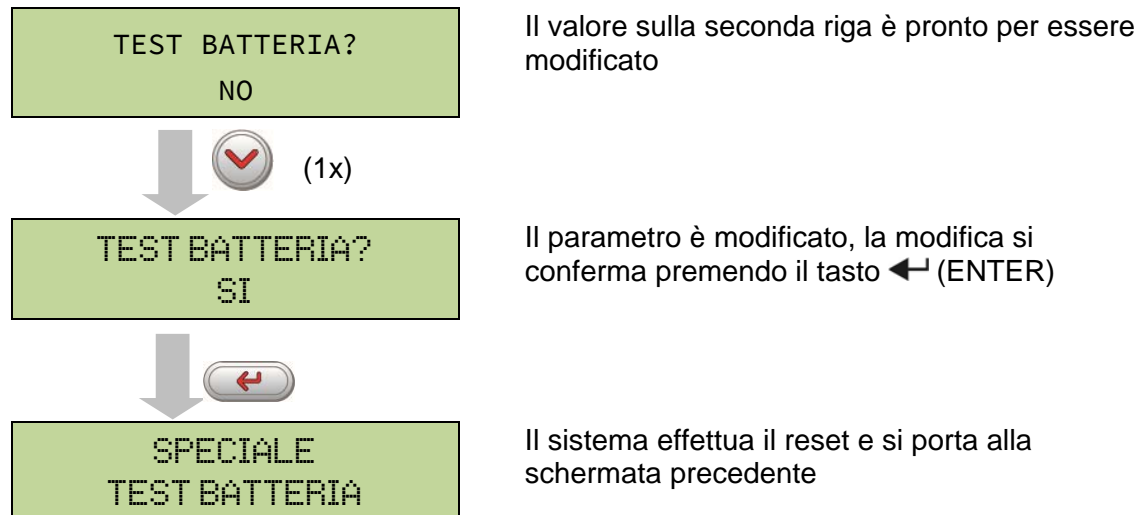 TEST BATTERIA?
NO
Il valore sulla seconda riga è pronto per essere
modificato
(1x)
TEST BATTERIA?
SI
Il parametro è modificato, la modifica si
conferma premendo il tasto (ENTER)
SPECIALE
TEST BATTERIA
Il sistema effettua il reset e si porta alla
schermata precedente